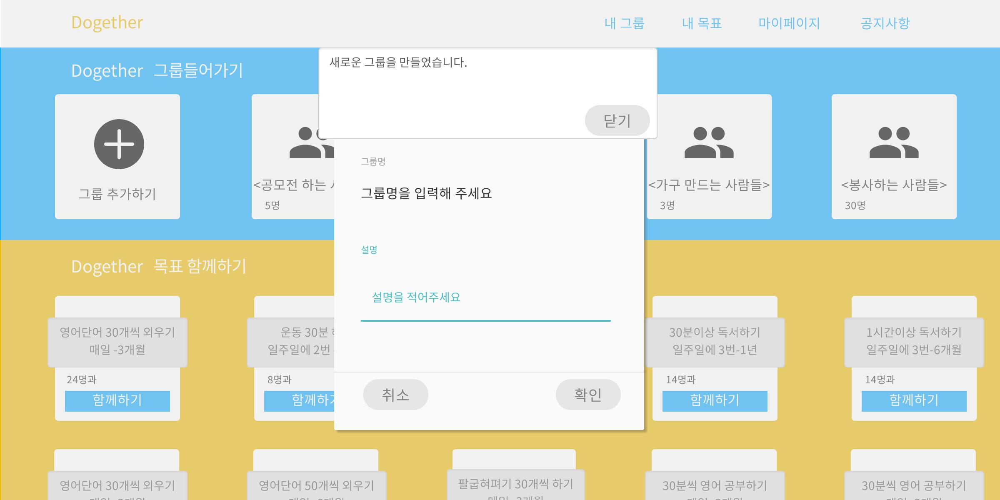 Dogether
내 그룹
내 목표
마이페이지
공지사항
Dogether 그룹들어가기
새로운 그룹을 만들었습니다.
닫기
그룹 추가하기
<공모전 하는
5명
<가구 만드는 사람들>
3명
<봉사하는 사람들>
30명
그룹명
그룹명을 입력해 주세요
설명
설명을 적어주세요
취소
확인
Dogether 목표 함께하기
영어단어 30개씩 외우기
매일 -3개월
24명과
함께하기
운동 30분
일주일에 2번
8명과
함께하기
30분이상 독서하기
일주일에 3번-1년
14명과
함께하기
1시간이상 독서하기
일주일에 3번-6개월
14명과
함께하기
영어단어 30개씩 외우기
영어단어 50개씩 외우기
팔굽혀펴기 30개씩 하기
30분씩 영어 공부하기
30분씩 영어 공부하기